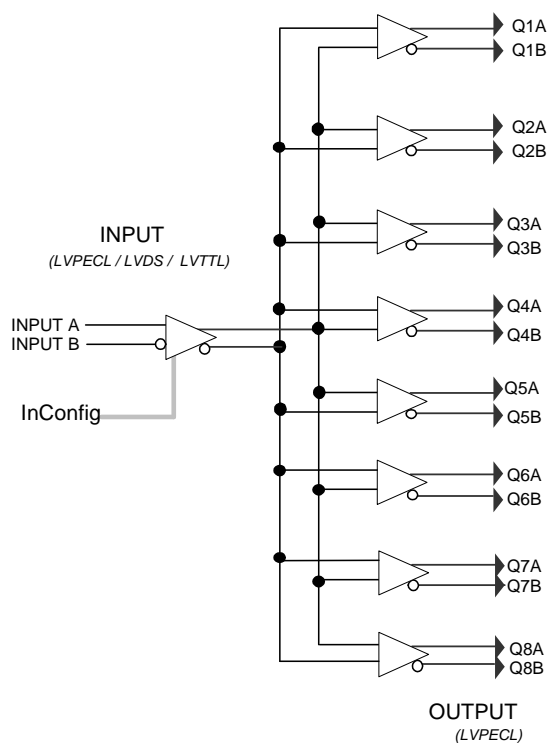 Q1A
Q1B
Q2A
Q2B
Q3A
Q3B
INPUT
(LVPECL / LVDS / LVTTL)
Q4A
Q4B
INPUT A
INPUT B
Q5A
Q5B
InConfig
Q6A
Q6B
Q7A
Q7B
Q8A
Q8B
OUTPUT
(LVPECL)